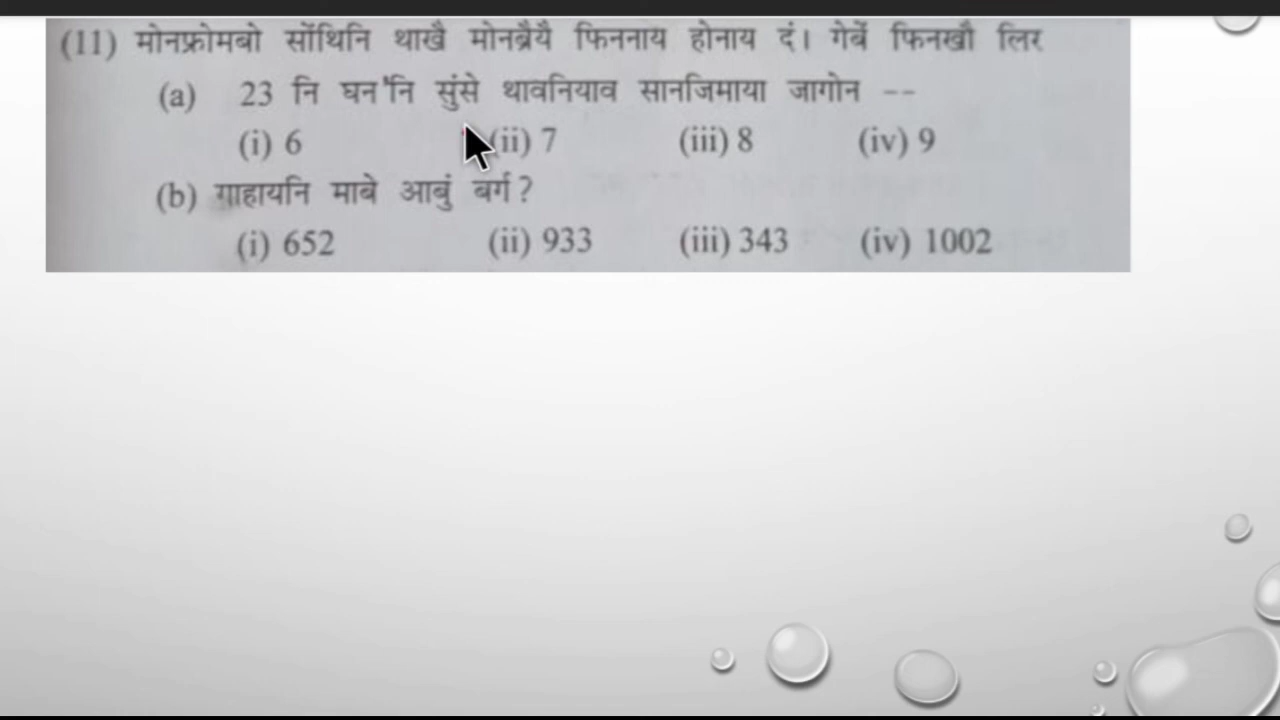 (11) मोनफ्रोमबो सोंथिनि थाखै मोनब्रैयै फिननाय होनाय दं। गेबें फिनखौ लिर
(a) 23 नि घन'नि सुंसे थावनियाव सानजिमाया जागोन --
(i) 6 (ii) 7 (iii) 8 (iv) 9
(b) गाहायनि माबे आबुं बर्ग?
(i) 652 (ii) 933 (iii) 343 (iv) 1002